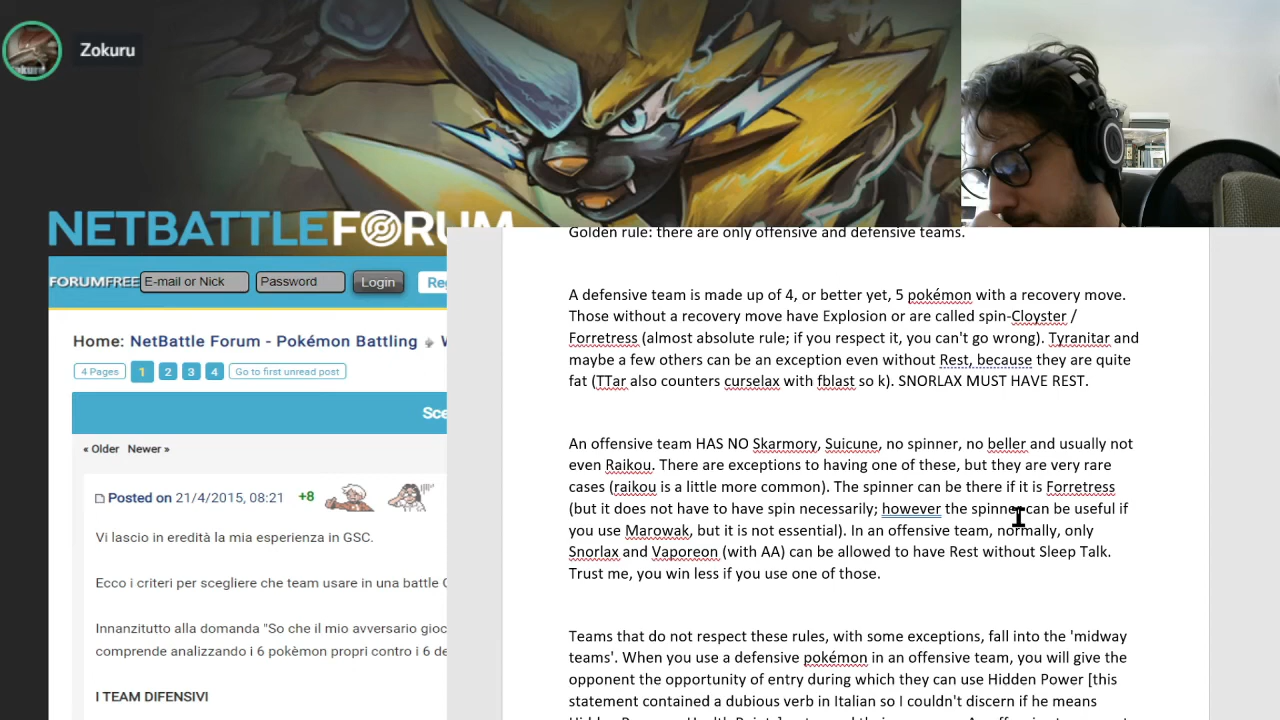 Zokuru
NETBATTLEFORUM
FORUMFREE E-mail or Nick Password Login
Home: NetBattle Forum - Pokémon Battling
4 Pages 1 2 3 4 Go to first unread post
« Older Newer »
Posted on 21/4/2015, 08:21 +8
Vi lascio in eredità la mia esperienza in GSC.
Ecco i criteri per scegliere che team usare in una battle
Innanzitutto alla domanda "So che il mio avversario
comprende analizzando i 6 pokèmon propri contro i 6
I TEAM DIFENSIVI
Golden rule: there are only offensive and defensive teams.
A defensive team is made up of 4, or better yet, 5 pokémon with a recovery move.
Those without a recovery move have Explosion or are called spin-Cloyster /
Forretress (almost absolute rule; if you respect it, you can't go wrong). Tyranitar and
maybe a few others can be an exception even without Rest, because they are quite
fat (TTar also counters curselax with fblast so k). SNORLAX MUST HAVE REST.
An offensive team HAS NO Skarmory, Suicune, no spinner, no beller and usually not
even Raikou. There are exceptions to having one of these, but they are very rare
cases (raikou is a little more common). The spinner can be there if it is Forretress
(but it does not have to have spin necessarily; however the spinner can be useful if
you use Marowak, but it is not essential). In an offensive team, normally, only
Snorlax and Vaporeon (with AA) can be allowed to have Rest without Sleep Talk.
Trust me, you win less if you use one of those.
Teams that do not respect these rules, with some exceptions, fall into the 'midway
teams'. When you use a defensive pokémon in an offensive team, you will give the
opponent the opportunity of entry during which they can use Hidden Power [this
statement contained a dubious verb in Italian so I couldn't discern if he means